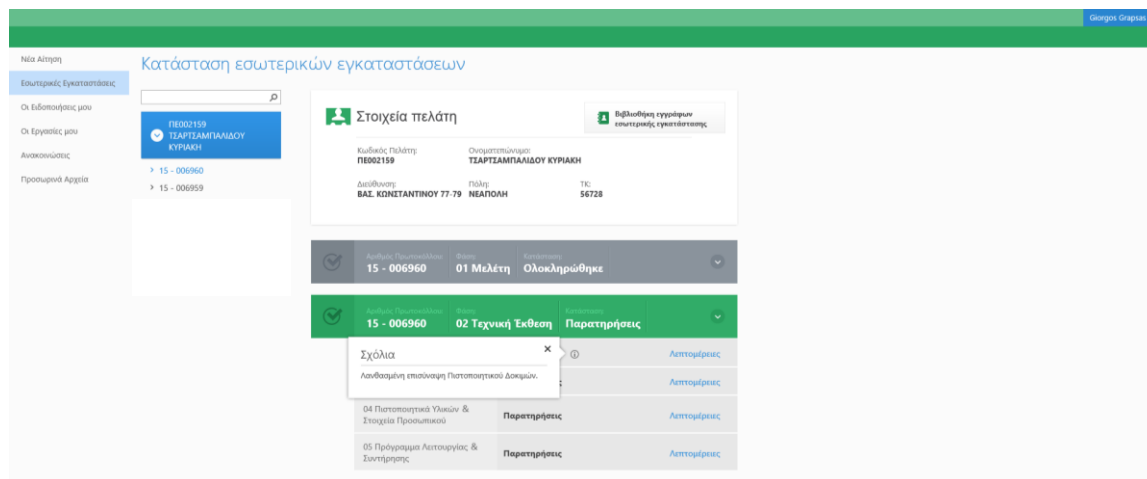 Giorgos Grapsas
Νέα Αίτηση
Εσωτερικές Εγκαταστάσεις
Οι Ειδοποιήσεις μου
Οι Εργασίες μου
Ανακοινώσεις
Προσωρινά Αρχεία
Κατάσταση εσωτερικών εγκαταστάσεων
ΠΕ002159
ΤΣΑΡΤΣΑΜΠΑΛΙΔΟΥ
ΚΥΡΙΑΚΗ
15 - 006960
15 - 006959
Στοιχεία πελάτη
Βιβλιοθήκη εγγράφων
εσωτερικής εγκατάστασης
Κωδικός Πελάτη: Ονοματεπώνυμο:
ΠΕ002159 ΤΣΑΡΤΣΑΜΠΑΛΙΔΟΥ ΚΥΡΙΑΚΗ
Διεύθυνση: Πόλη: ΤΚ:
ΒΑΣ. ΚΩΝΣΤΑΝΤΙΝΟΥ 77-79 ΝΕΑΠΟΛΗ 56728
Αριθμός Πρωτοκόλλου: Φάση: Κατάσταση:
15 - 006960 01 Μελέτη Ολοκληρώθηκε
Αριθμός Πρωτοκόλλου: Φάση: Κατάσταση:
15 - 006960 02 Τεχνική Έκθεση Παρατηρήσεις
Σχόλια
Λανθασμένη επισύναψη Πιστοποιητικού Δοκιμών.
Λεπτομέρειες
Λεπτομέρειες
04 Πιστοποιητικά Υλικών &
Στοιχεία Προσωπικού
Παρατηρήσεις Λεπτομέρειες
05 Πρόγραμμα Λειτουργίας &
Συντήρησης
Παρατηρήσεις Λεπτομέρειες